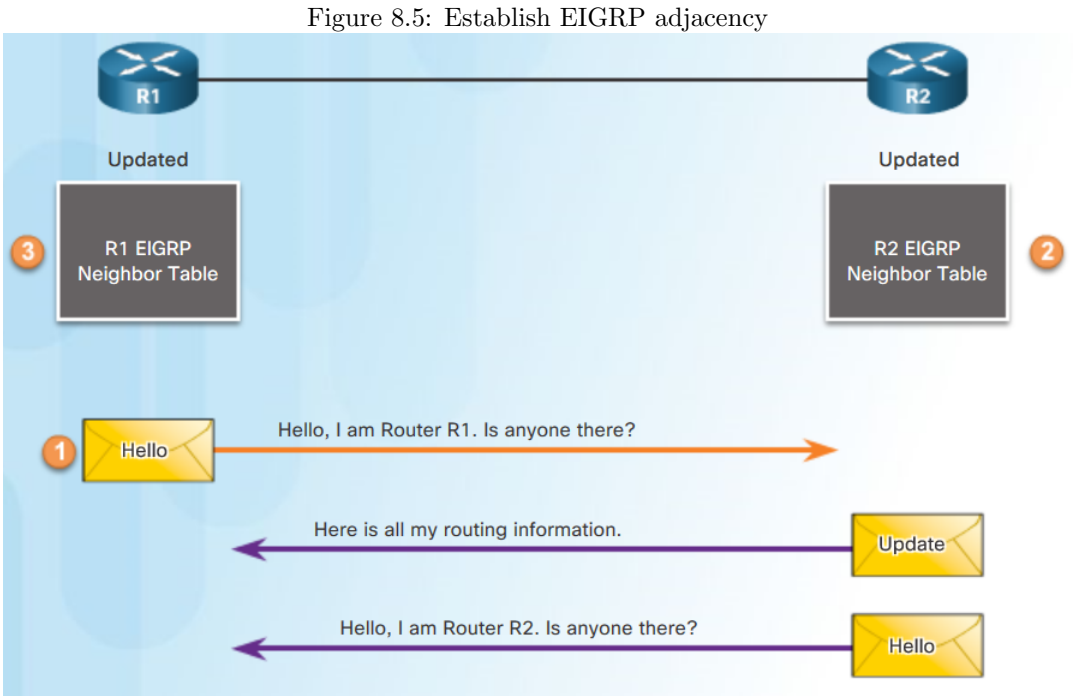 Figure 8.5: Establish EIGRP adjacency
R1
R2
Updated
Updated
3
R1 EIGRP
Neighbor Table
R2 EIGRP
Neighbor Table
2
1
Hello
Hello, I am Router R1. Is anyone there?
Here is all my routing information.
Update
Hello, I am Router R2. Is anyone there?
Hello